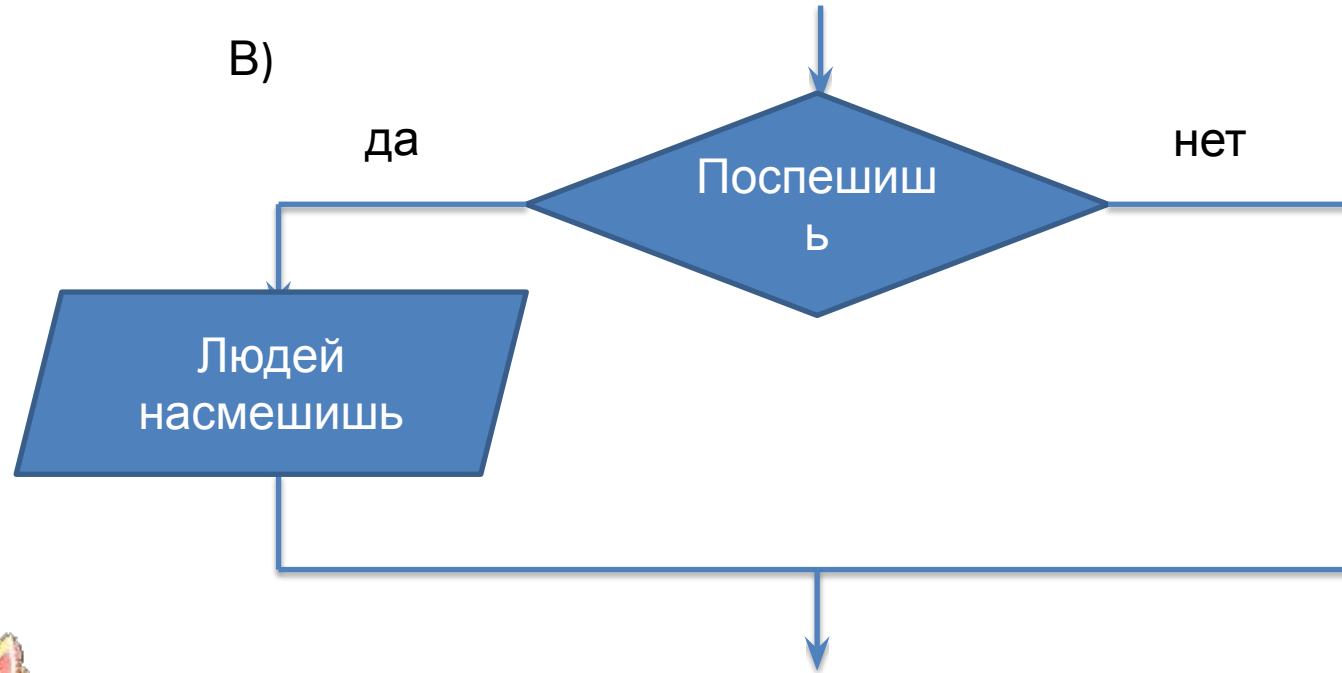 В)
да
нет
Поспешиш
ь
Людей
насмешишь